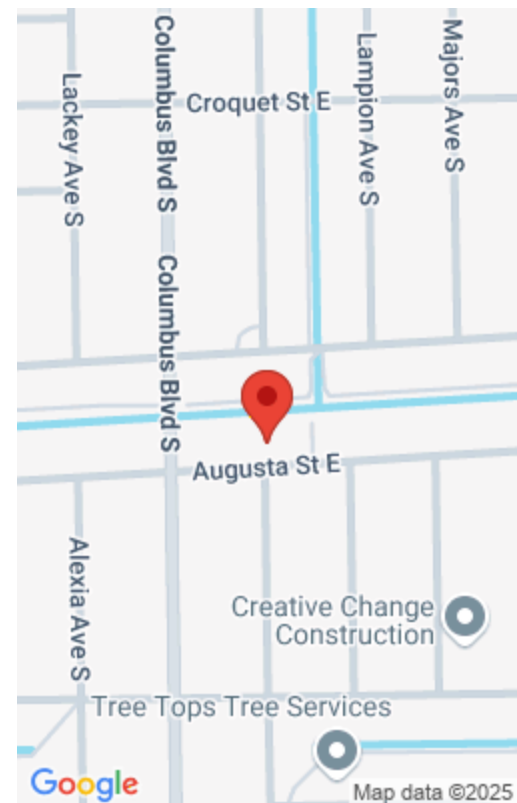 Columbus Blvd S
Majors Ave S
Lampion Ave S
Lackey Ave S
Croquet St E
Columbus Blvd S
Augusta St E
Alexia Ave S
Creative Change
Construction
Tree Tops Tree Services
Google
Map data ©2025